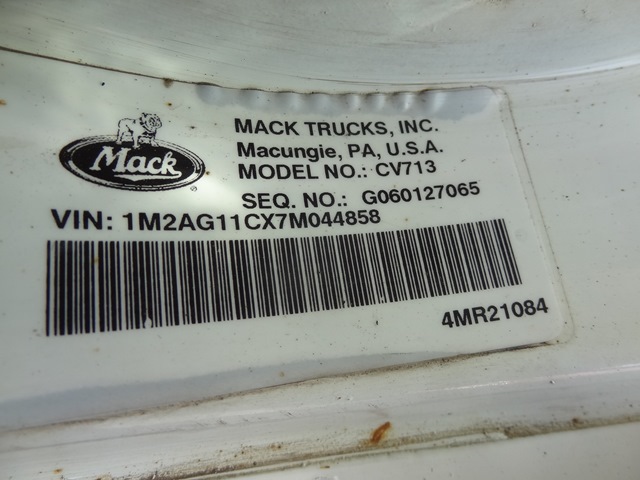 Mack
MACK TRUCKS, INC.
Macungie, PA, U.S.A.
MODEL NO.: CV713
SEQ. NO.: G060127065
VIN: 1M2AG11CX7M044858
4MR21084